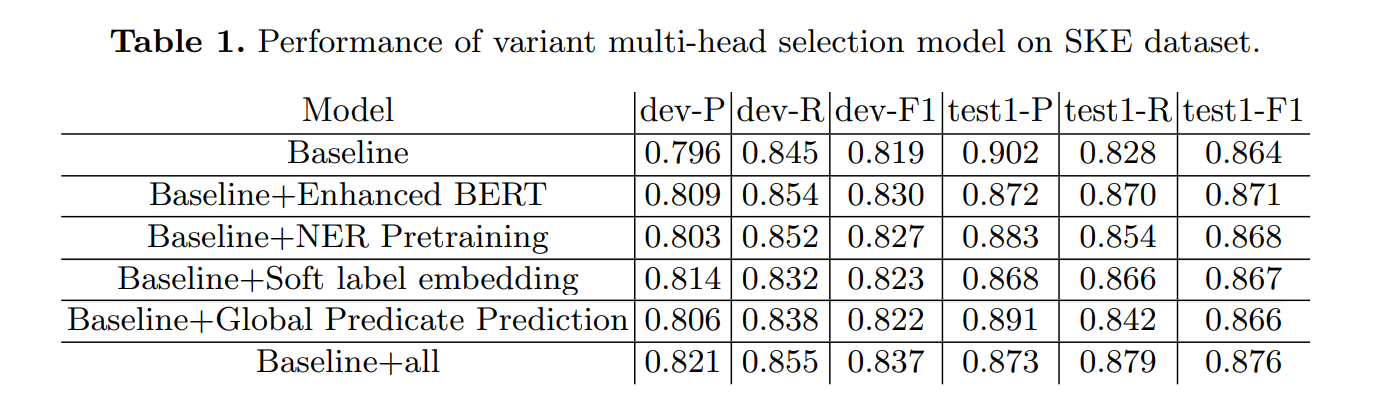 Table 1. Performance of variant multi-head selection model on SKE dataset.
Model dev-P dev-R dev-F1 test1-P test1-R test1-F1
Baseline 0.796 0.845 0.819 0.902 0.828 0.864
Baseline+Enhanced BERT 0.809 0.854 0.830 0.872 0.870 0.871
Baseline+NER Pretraining 0.803 0.852 0.827 0.883 0.854 0.868
Baseline+Soft label embedding 0.814 0.832 0.823 0.868 0.866 0.867
Baseline+Global Predicate Prediction 0.806 0.838 0.822 0.891 0.842 0.866
Baseline+all 0.821 0.855 0.837 0.873 0.879 0.876